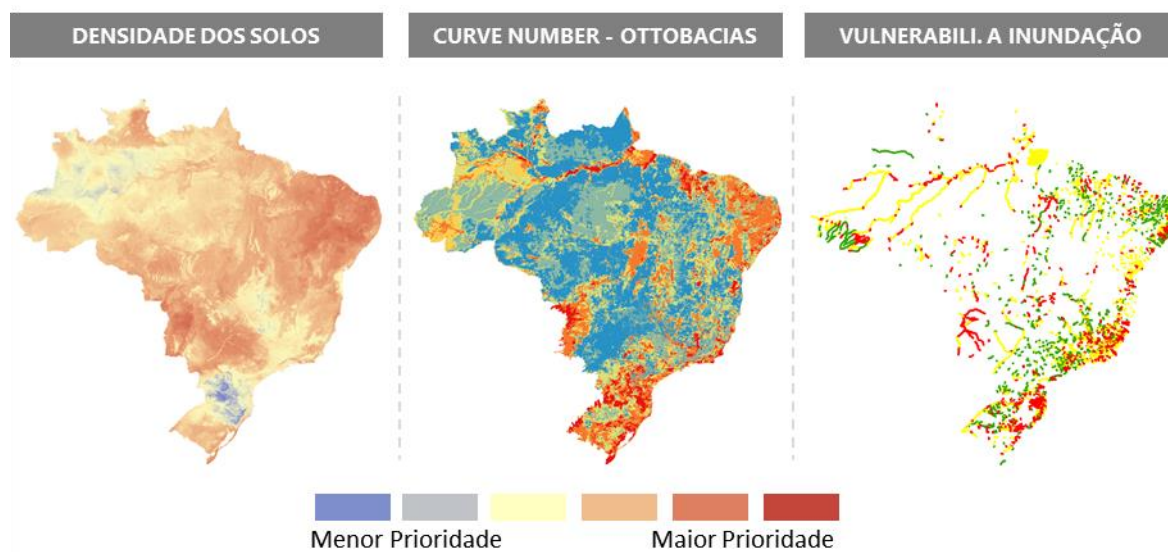 DENSIDADE DOS SOLOS
CURVE NUMBER - OTTOBACIAS
VULNERABILI. A INUNDAÇÃO
Menor Prioridade
Maior Prioridade